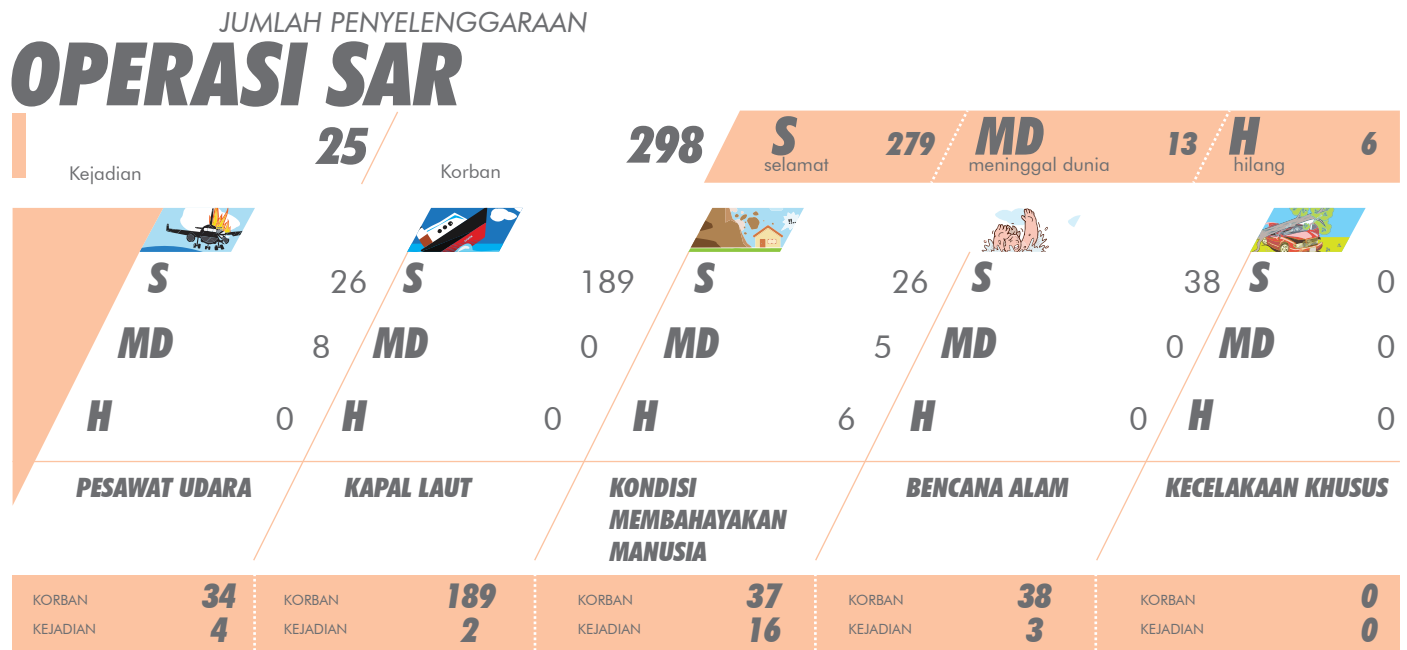 JUMLAH PENYELENGGARAAN
OPERASI SAR
Kejadian 25
Korban 298
S selamat 279
MD meninggal dunia 13
H hilang 6
S 26
MD 8
H 0
PESAWAT UDARA
KORBAN 34
KEJADIAN 4
S 189
MD 0
H 0
KAPAL LAUT
KORBAN 189
KEJADIAN 2
!!..
S 26
MD 5
H 6
KONDISI
MEMBAHAYAKAN
MANUSIA
KORBAN 37
KEJADIAN 16
S 38
MD 0
H 0
BENCANA ALAM
KORBAN 38
KEJADIAN 3
S 0
MD 0
H 0
KECELAKAAN KHUSUS
KORBAN 0
KEJADIAN 0